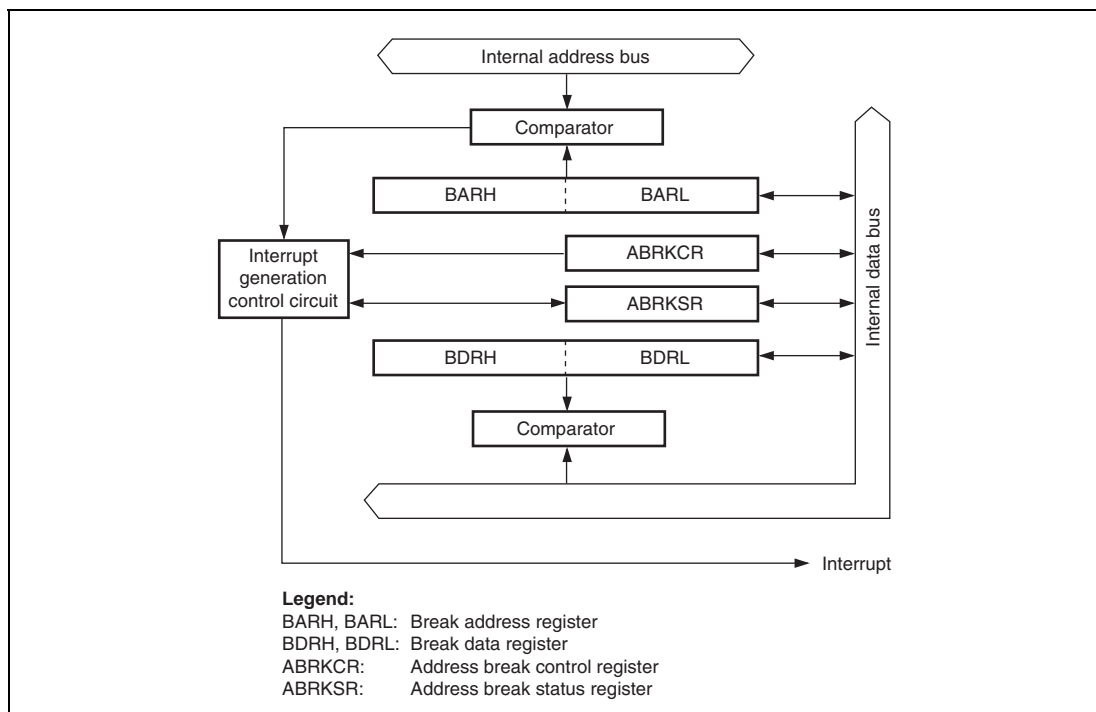 Internal address bus
Comparator
BARH
BARL
Interrupt
generation
control circuit
ABRKCR
ABRKSR
Internal data bus
BDRH
BDRL
Comparator
Interrupt
Legend:
BARH, BARL: Break address register
BDRH, BDRL: Break data register
ABRKCR: Address break control register
ABRKSR: Address break status register